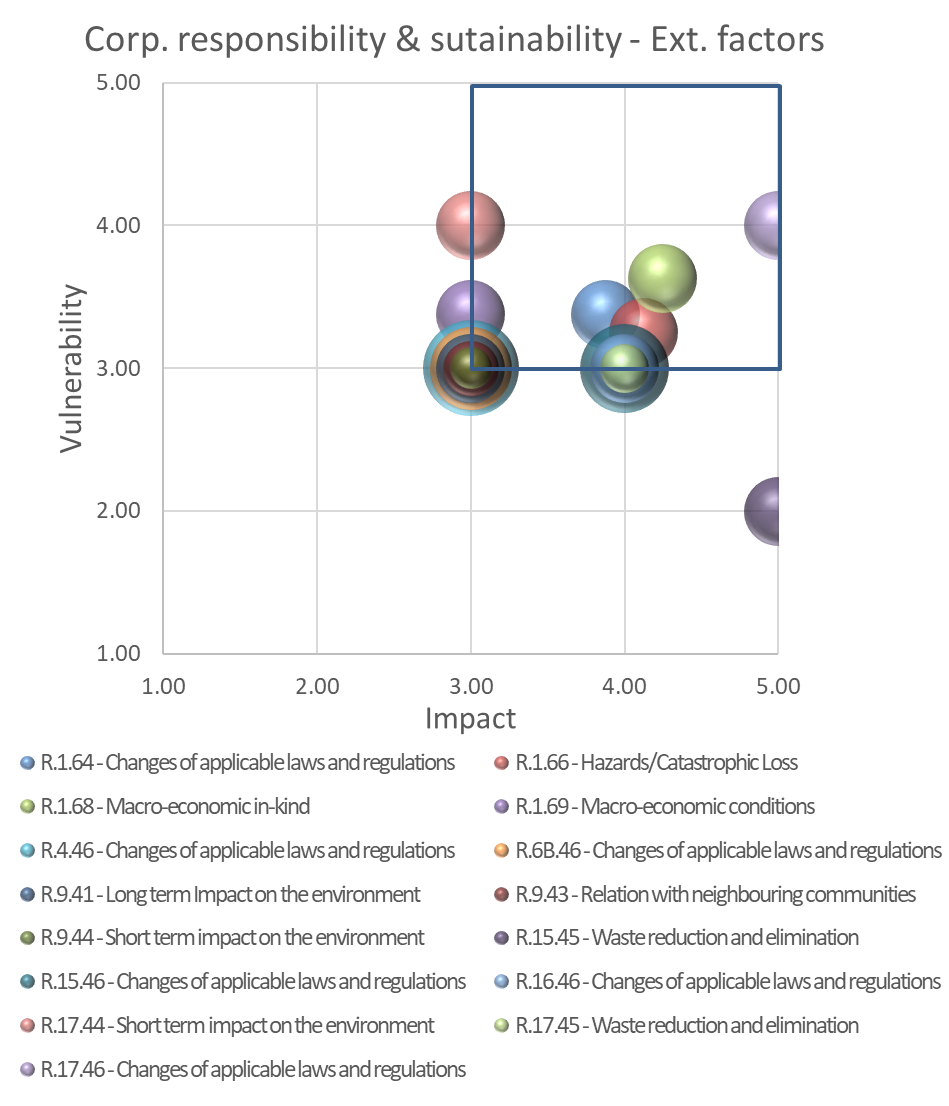 Corp. responsibility & sutainability - Ext. factors
5.00
4.00
3.00
2.00
1.00
Vulnerability
1.00 2.00 3.00 4.00 5.00
Impact
R.1.64 - Changes of applicable laws and regulations
R.1.66 - Hazards/Catastrophic Loss
R.1.68 - Macro-economic in-kind
R.1.69 - Macro-economic conditions
R.4.46 - Changes of applicable laws and regulations
R.6B.46 - Changes of applicable laws and regulations
R.9.41 - Long term Impact on the environment
R.9.43 - Relation with neighbouring communities
R.9.44 - Short term impact on the environment
R.15.45 - Waste reduction and elimination
R.15.46 - Changes of applicable laws and regulations
R.16.46 - Changes of applicable laws and regulations
R.17.44 - Short term impact on the environment
R.17.45 - Waste reduction and elimination
R.17.46 - Changes of applicable laws and regulations